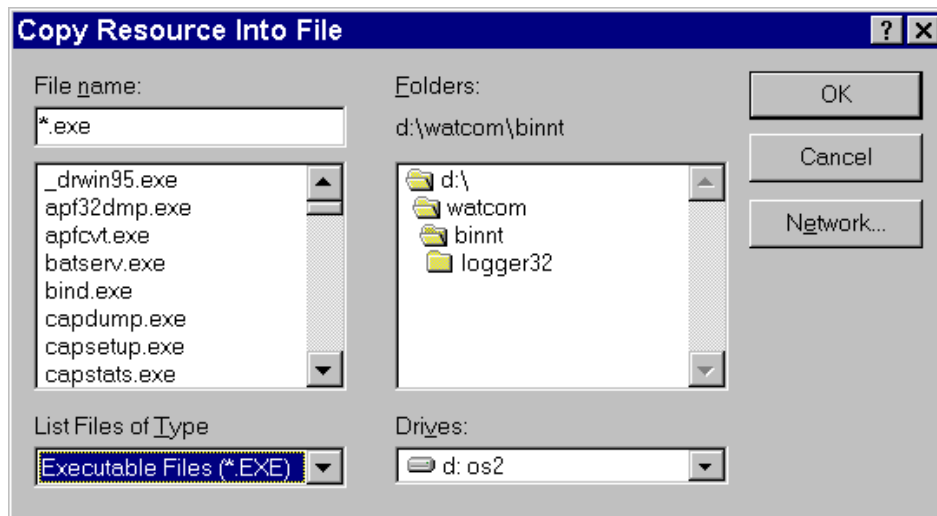 Copy Resource Into File
File name:
*.exe
_drwin95.exe
apf32dmp.exe
apfcvt.exe
batserv.exe
bind.exe
capdump.exe
capsetup.exe
capstats.exe
List Files of Type
Executable Files (*.EXE)
Folders:
d:\watcom\binnt
d:\
watcom
binnt
logger32
Drives:
d: os2
OK
Cancel
Network...